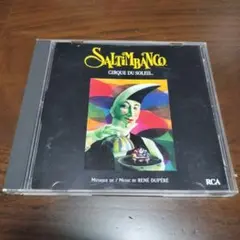 SALTIMBANCO
CIRQUE DU SOLEIL
MUSIQUE DE / MUSIC BY RENÉ DUPÉRÉ
RCA